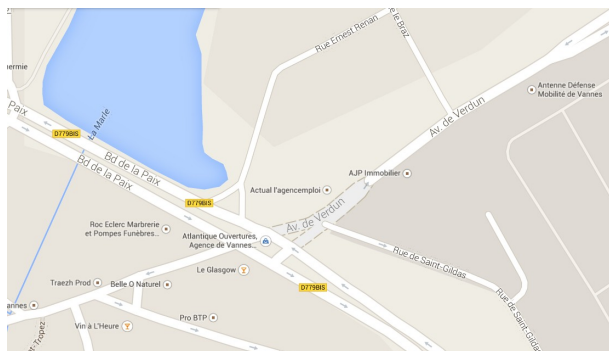 ermie
Paix
La Marle
D779BIS
Bd de la Paix
Bd de la Paix
Rue Ernest Renan
e le Braz
Av. de Verdun
Antenne Défense
Mobilité de Vannes
AJP Immobilier
Actual l'agencemploi
D779BIS
Av. de Verdun
Roc Eclerc Marbrerie
et Pompes Funèbres...
Atlantique Ouvertures,
Agence de Vannes...
Rue de Saint-Gildas
Le Glasgow
Traezh Prod
Belle O Naturel
D779BIS
Rue de Saint-Gildas
annes
Pro BTP
Vin à L'Heure
nt-Tropez